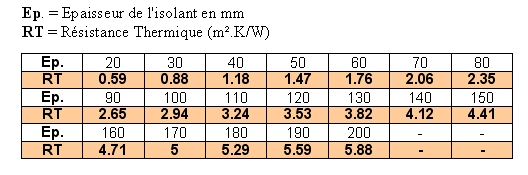 Ep. = Epaisseur de l'isolant en mm
RT = Résistance Thermique (m².K/W)
Ep. 20 30 40 50 60 70 80
RT 0.59 0.88 1.18 1.47 1.76 2.06 2.35
Ep. 90 100 110 120 130 140 150
RT 2.65 2.94 3.24 3.53 3.82 4.12 4.41
Ep. 160 170 180 190 200 - -
RT 4.71 5 5.29 5.59 5.88 - -